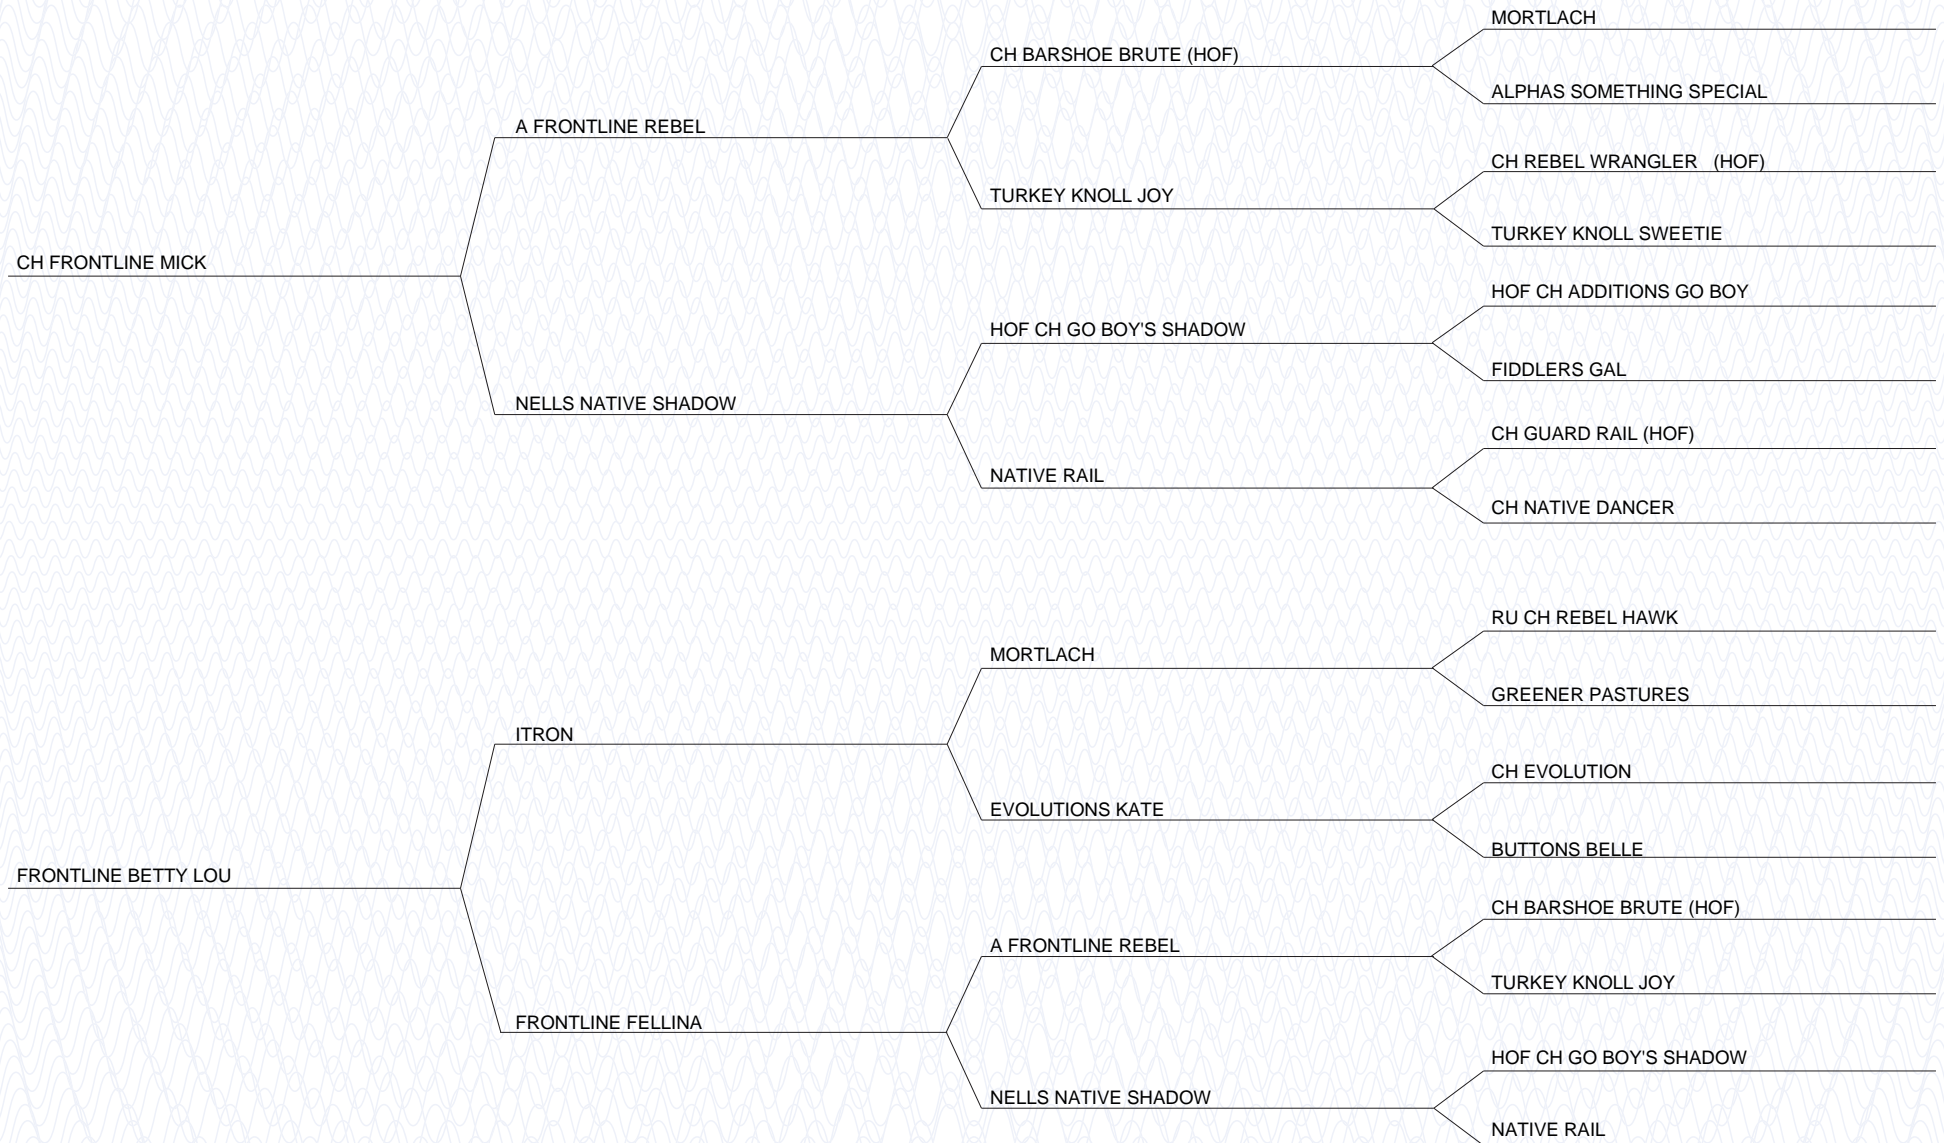 MORTLACH
CH BARSHOE BRUTE (HOF)
ALPHAS SOMETHING SPECIAL
A FRONTLINE REBEL
CH REBEL WRANGLER   (HOF)
TURKEY KNOLL JOY
TURKEY KNOLL SWEETIE
CH FRONTLINE MICK
HOF CH ADDITIONS GO BOY
HOF CH GO BOY'S SHADOW
FIDDLERS GAL
NELLS NATIVE SHADOW
CH GUARD RAIL (HOF)
NATIVE RAIL
CH NATIVE DANCER
RU CH REBEL HAWK
MORTLACH
GREENER PASTURES
ITRON
CH EVOLUTION
EVOLUTIONS KATE
BUTTONS BELLE
FRONTLINE BETTY LOU
CH BARSHOE BRUTE (HOF)
A FRONTLINE REBEL
TURKEY KNOLL JOY
FRONTLINE FELLINA
HOF CH GO BOY'S SHADOW
NELLS NATIVE SHADOW
NATIVE RAIL